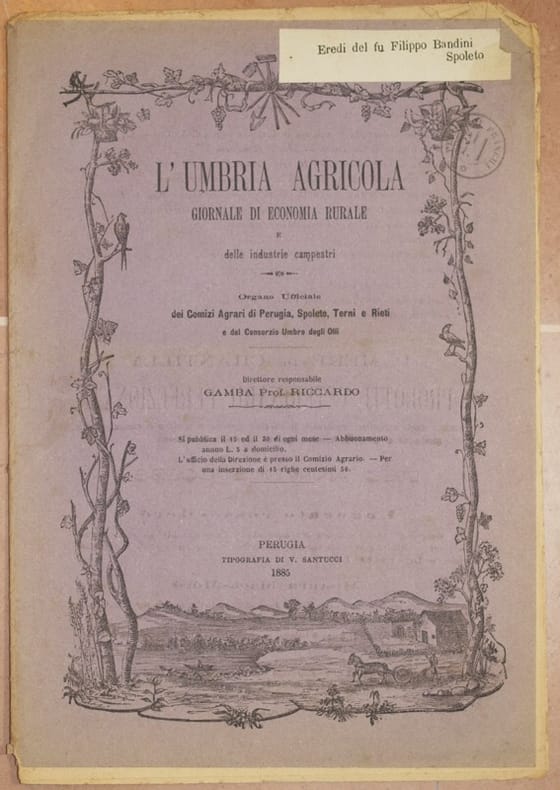 Eredi del fu Filippo Bandini
Spoleto
L' UMBRIA AGRICOLA
GIORNALE DI ECONOMIA RURALE
E
delle industrie campestri
Organo Ufficiale
dei Comizi Agrari di Perugia, Spoleto, Terni e Rieti
e del Consorzio Umbro degli Olii
Direttore responsabile
GAMBA Prof. RICCARDO
Si pubblica il 15 ed il 30 di ogni mese — Abbuonamento
annuo L. 5 a domicilio.
L'ufficio della Direzione è presso il Comizio Agrario. — Per
una inserzione di 15 righe centesimi 50.
PERUGIA
TIPOGRAFIA DI V. SANTUCCI
1885